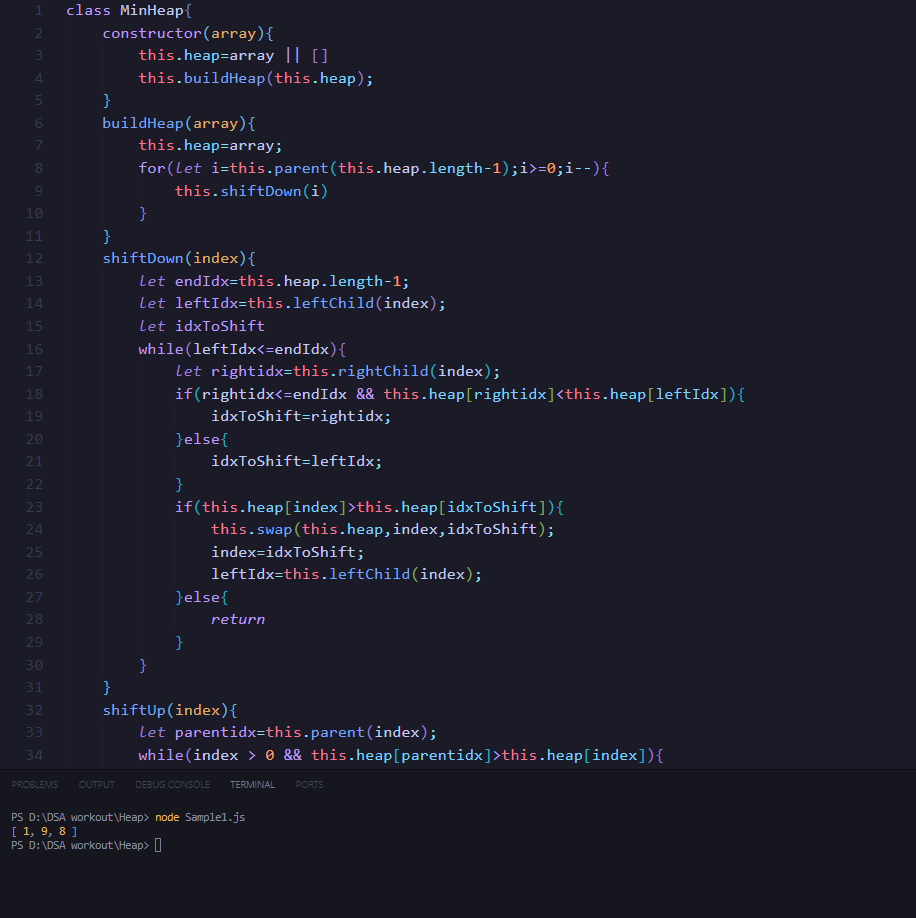 1 class MinHeap{
2 constructor(array){
3 this.heap=array || []
4 this.buildHeap(this.heap);
5 }
6 buildHeap(array){
7 this.heap=array;
8 for(let i=this.parent(this.heap.length-1);i>=0;i--){
9 this.shiftDown(i)
10 }
11 }
12 shiftDown(index){
13 let endIdx=this.heap.length-1;
14 let leftIdx=this.leftChild(index);
15 let idxToShift
16 while(leftIdx<=endIdx){
17 let rightidx=this.rightChild(index);
18 if(rightidx<=endIdx && this.heap[rightidx]<this.heap[leftIdx]){
19 idxToShift=rightidx;
20 }else{
21 idxToShift=leftIdx;
22 }
23 if(this.heap[index]>this.heap[idxToShift]){
24 this.swap(this.heap,index,idxToShift);
25 index=idxToShift;
26 leftIdx=this.leftChild(index);
27 }else{
28 return
29 }
30 }
31 }
32 shiftUp(index){
33 let parentidx=this.parent(index);
34 while(index > 0 && this.heap[parentidx]>this.heap[index]){
PROBLEMS OUTPUT DEBUG CONSOLE TERMINAL PORTS
PS D:\DSA workout\Heap> node Sample1.js
[ 1, 9, 8 ]
PS D:\DSA workout\Heap>